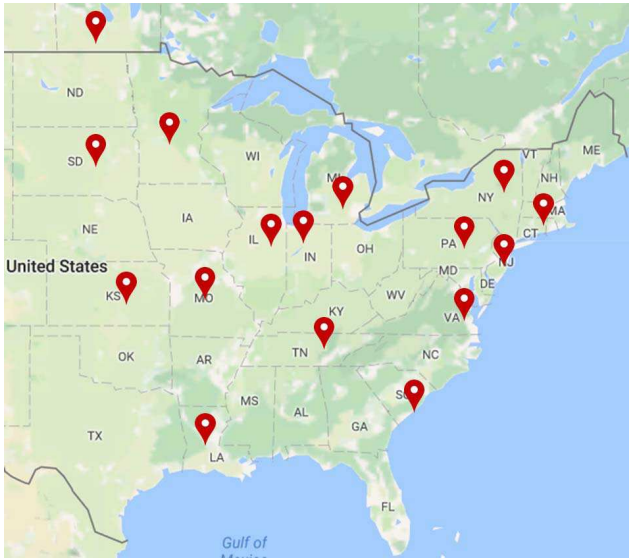 ND
VT
ME
WI
SD
MI
NH
NY
MA
NE
IA
IL
IN
OH
PA
CT
United States
NJ
MD
DE
KS
MO
KY
WV
VA
OK
AR
TN
NC
MS
AL
GA
TX
LA
FL
Gulf of